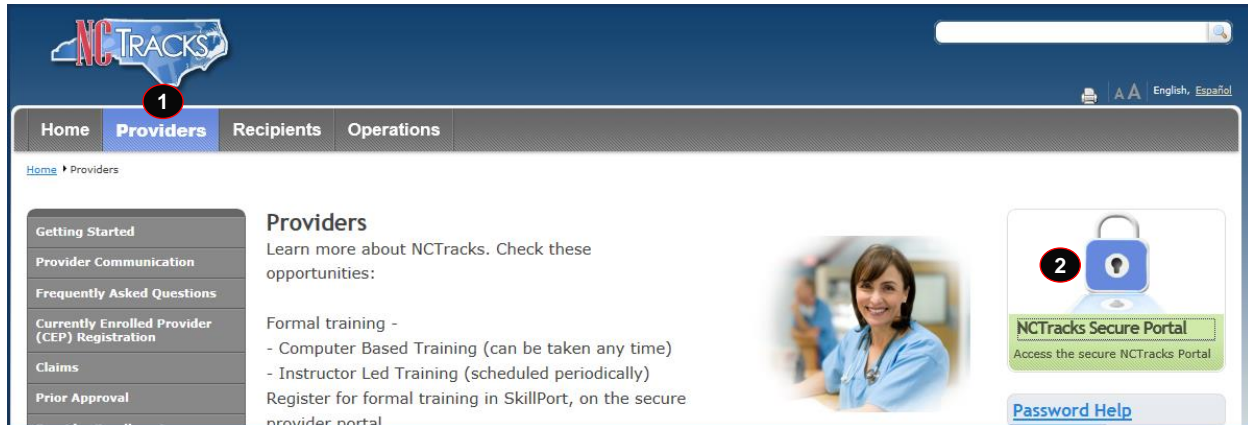 NCTRACKS
English, Español
1
Home Providers Recipients Operations
Home Providers
Getting Started
Provider Communication
Frequently Asked Questions
Currently Enrolled Provider
(CEP) Registration
Claims
Prior Approval
Providers
Learn more about NCTracks. Check these
opportunities:
Formal training -
- Computer Based Training (can be taken any time)
- Instructor Led Training (scheduled periodically)
Register for formal training in SkillPort, on the secure
provider portal
2
NCTracks Secure Portal
Access the secure NCTracks Portal
Password Help